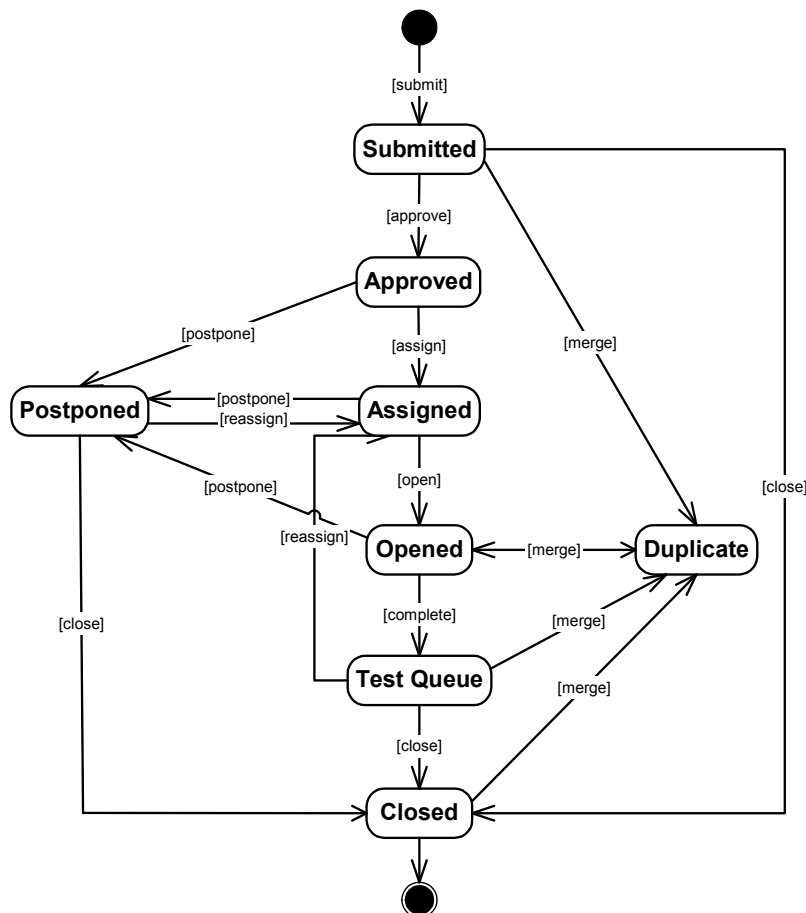 [submit]
Submitted
[approve]
Approved
[postpone]
[assign]
[merge]
Postponed
[postpone]
[reassign]
Assigned
[postpone]
[open]
[close]
[reassign]
Opened
[merge]
Duplicate
[close]
[complete]
[merge]
Test Queue
[merge]
[close]
Closed